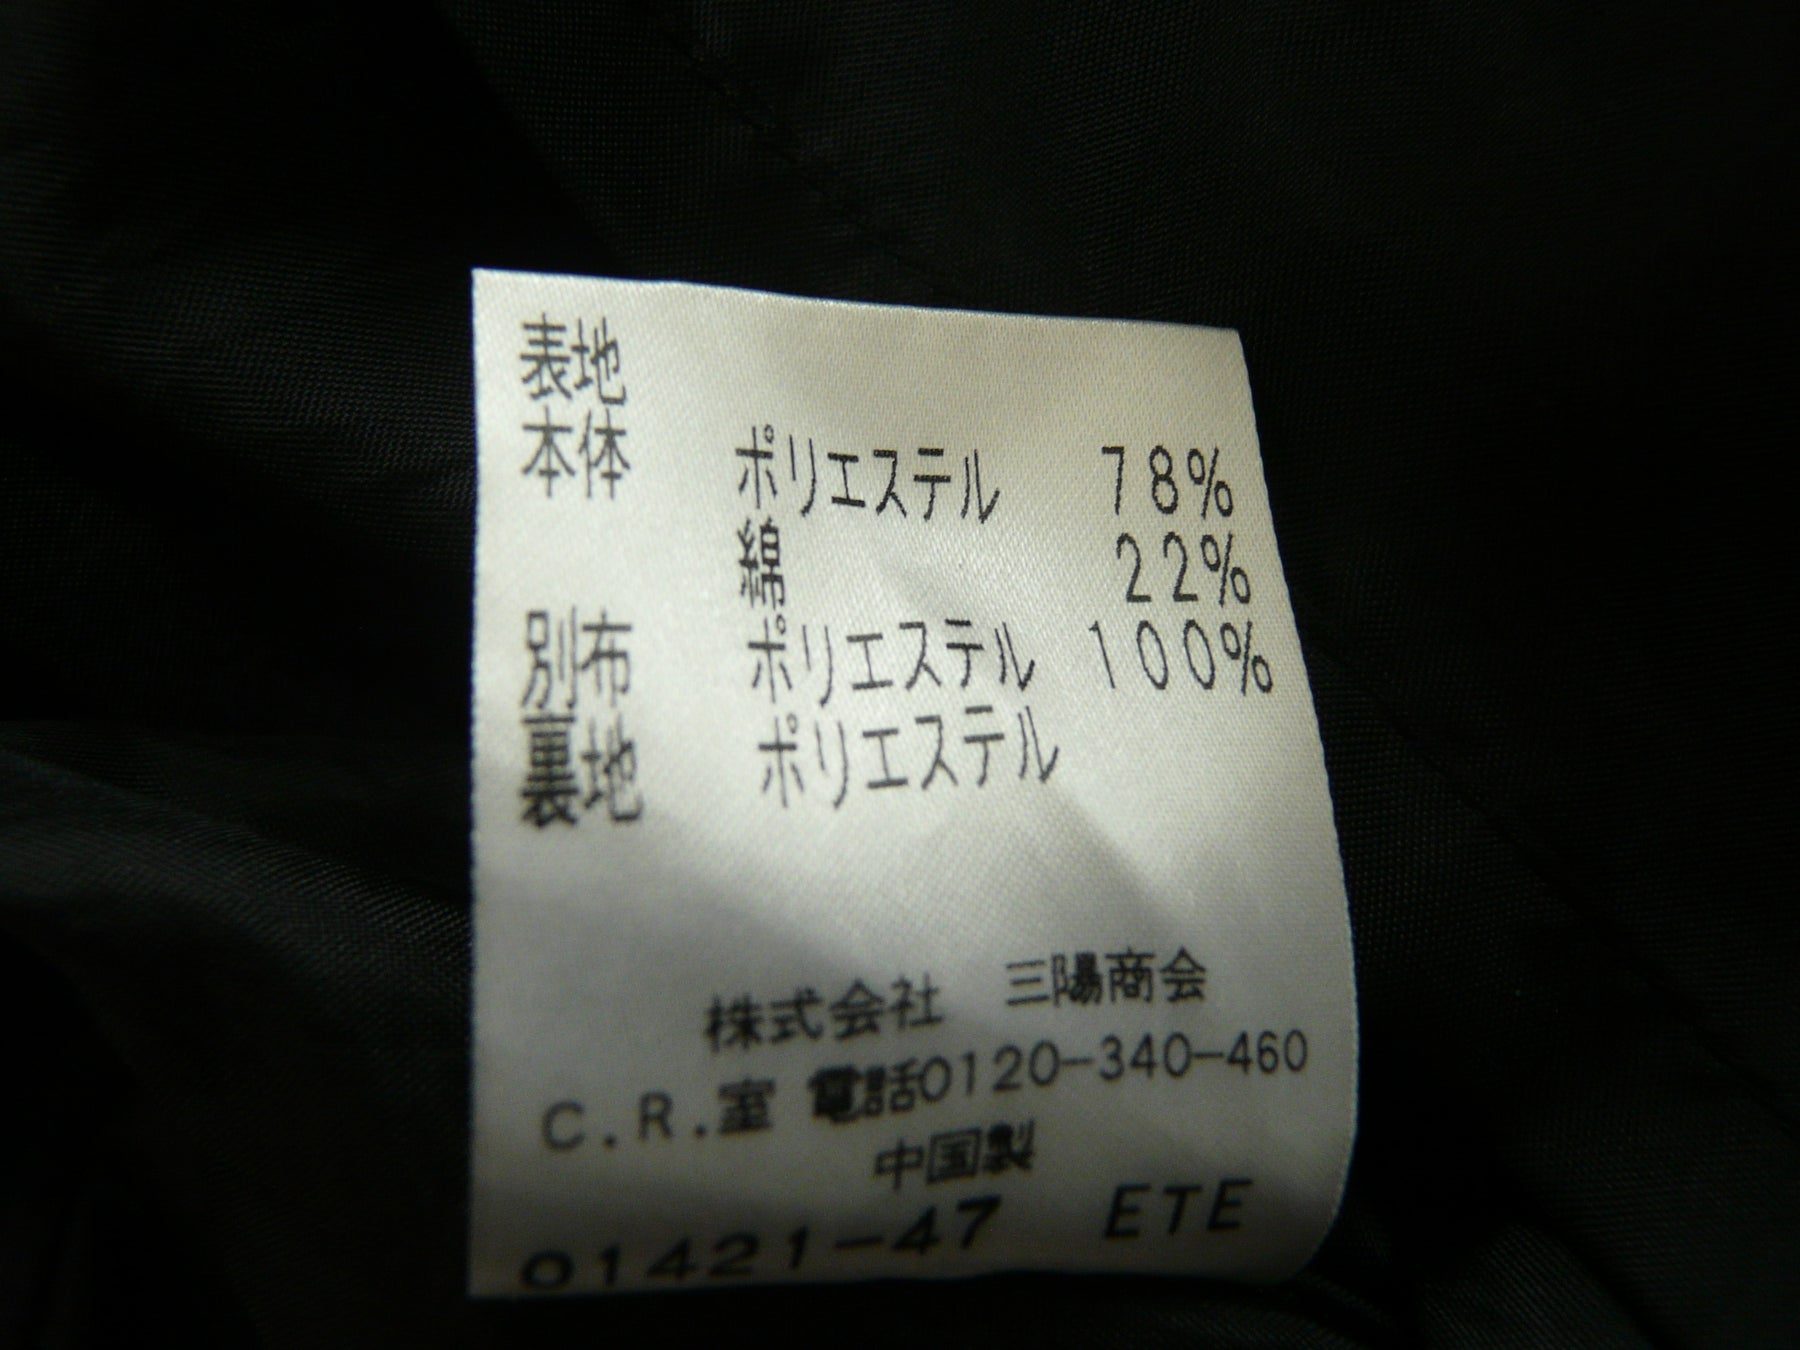 表地
本体 ポリエステル 78%
綿 22%
別布 ポリエステル 100%
裏地 ポリエステル
株式会社 三陽商会
C.R.室 電話0120-340-460
中国製
01421-47 ETE